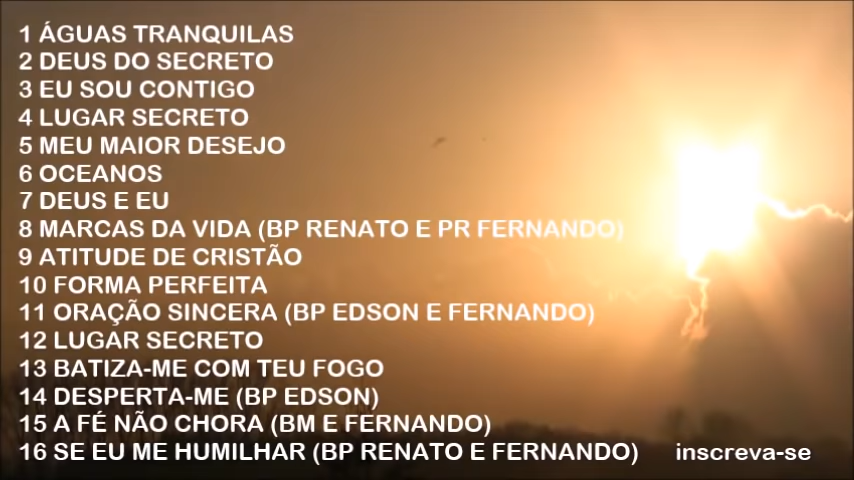 1 ÁGUAS TRANQUILAS
2 DEUS DO SECRETO
3 EU SOU CONTIGO
4 LUGAR SECRETO
5 MEU MAIOR DESEJO
6 OCEANOS
7 DEUS E EU
8 MARCAS DA VIDA (BP RENATO E PR FERNANDO)
9 ATITUDE DE CRISTÃO
10 FORMA PERFEITA
11 ORAÇÃO SINCERA (BP EDSON E FERNANDO)
12 LUGAR SECRETO
13 BATIZA-ME COM TEU FOGO
14 DESPERTA-ME (BP EDSON)
15 A FÉ NÃO CHORA (BM E FERNANDO)
16 SE EU ME HUMILHAR (BP RENATO E FERNANDO) inscreva-se